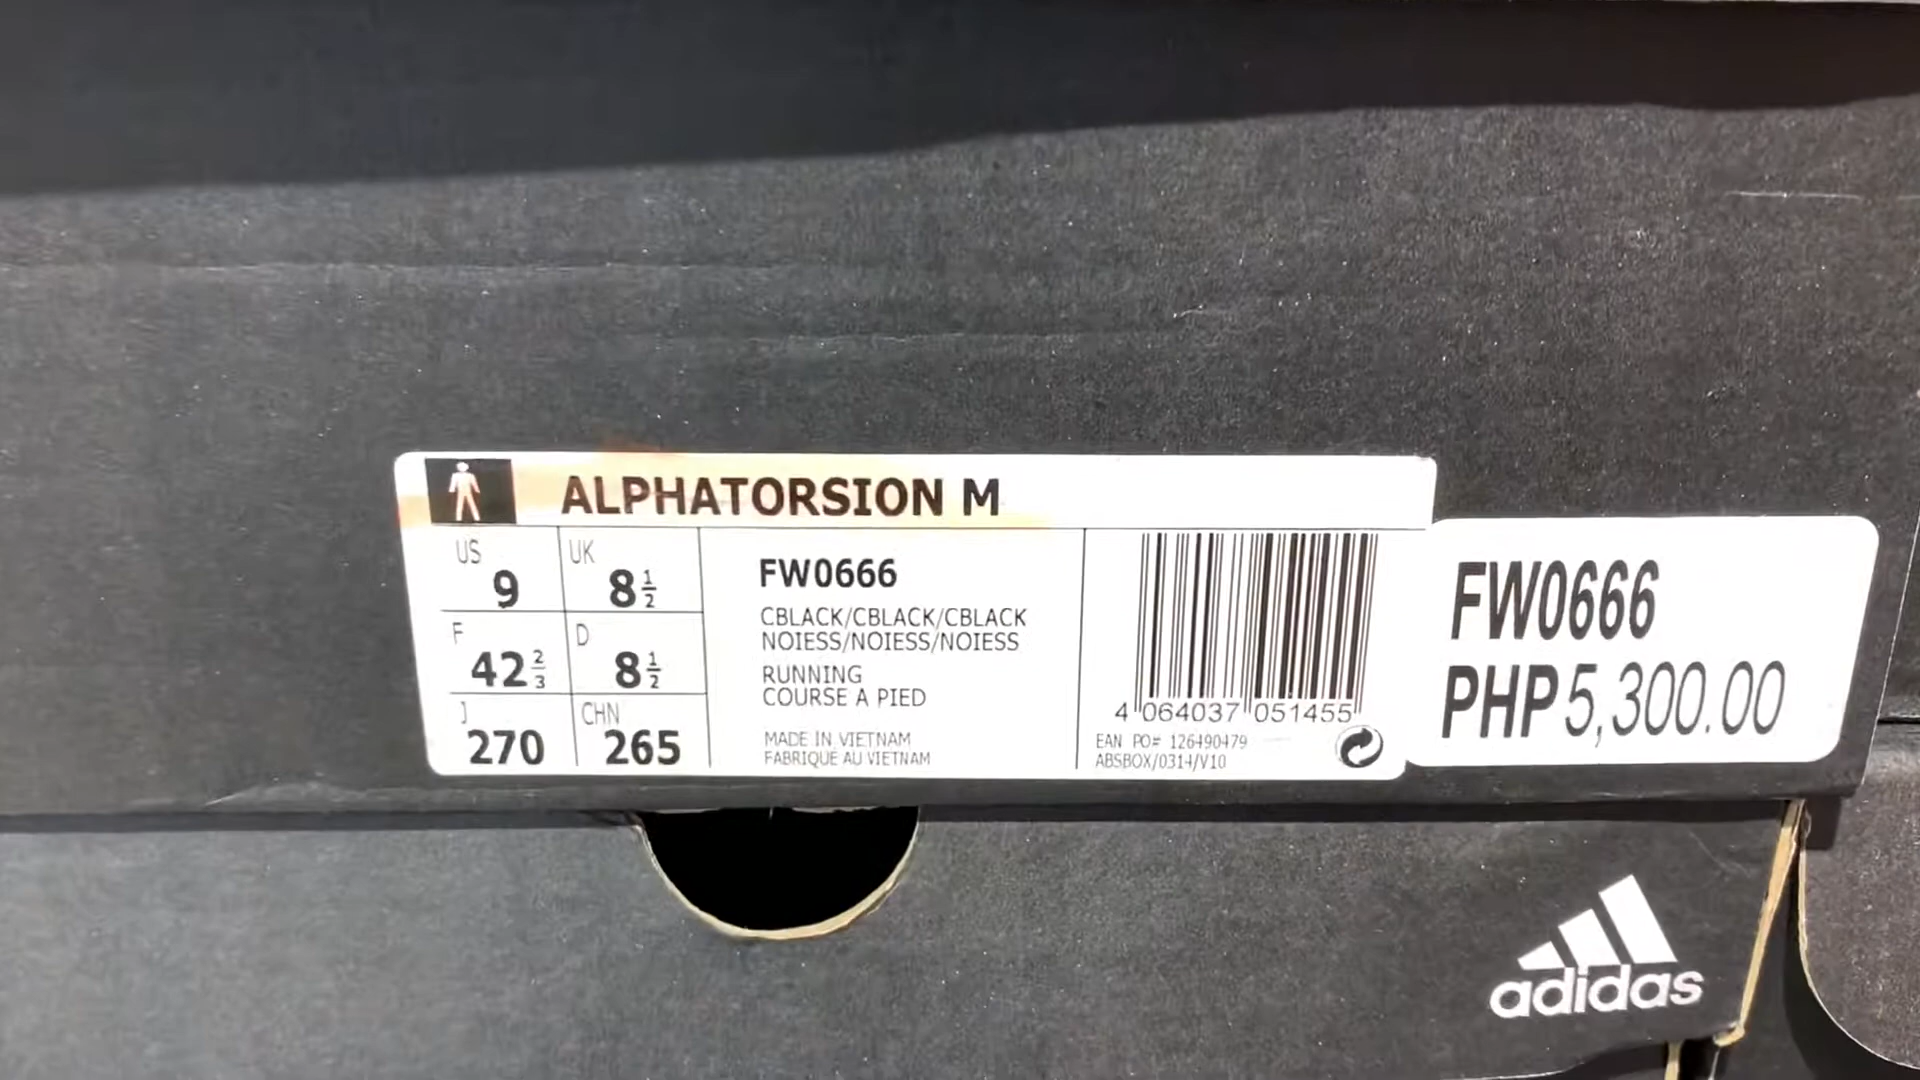 ALPHATORSION M
US 9 UK 8½
F 42⅔ D 8½
J 270 CHN 265
FW0666
CBLACK/CBLACK/CBLACK
NOIESS/NOIESS/NOIESS
RUNNING
COURSE A PIED
MADE IN VIETNAM
FABRIQUE AU VIETNAM
4 064037 051455
EAN PO# 126490479
ABSBOX/0314/V10
FW0666
PHP5,300.00
adidas